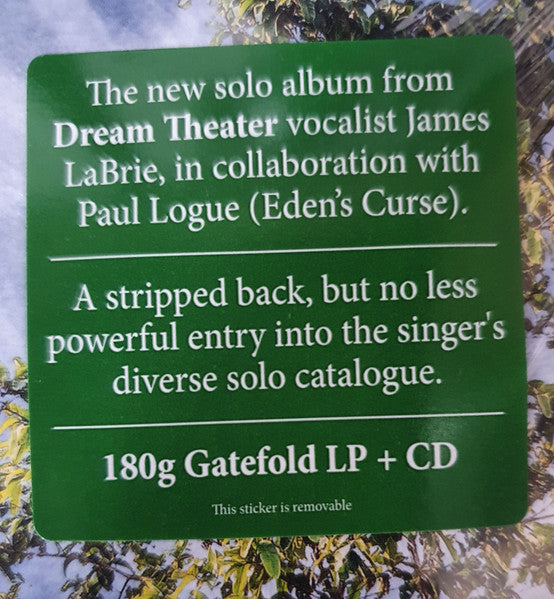 The new solo album from
Dream Theater vocalist James
LaBrie, in collaboration with
Paul Logue (Eden’s Curse).
A stripped back, but no less
powerful entry into the singer's
diverse solo catalogue.
180g Gatefold LP + CD
This sticker is removable